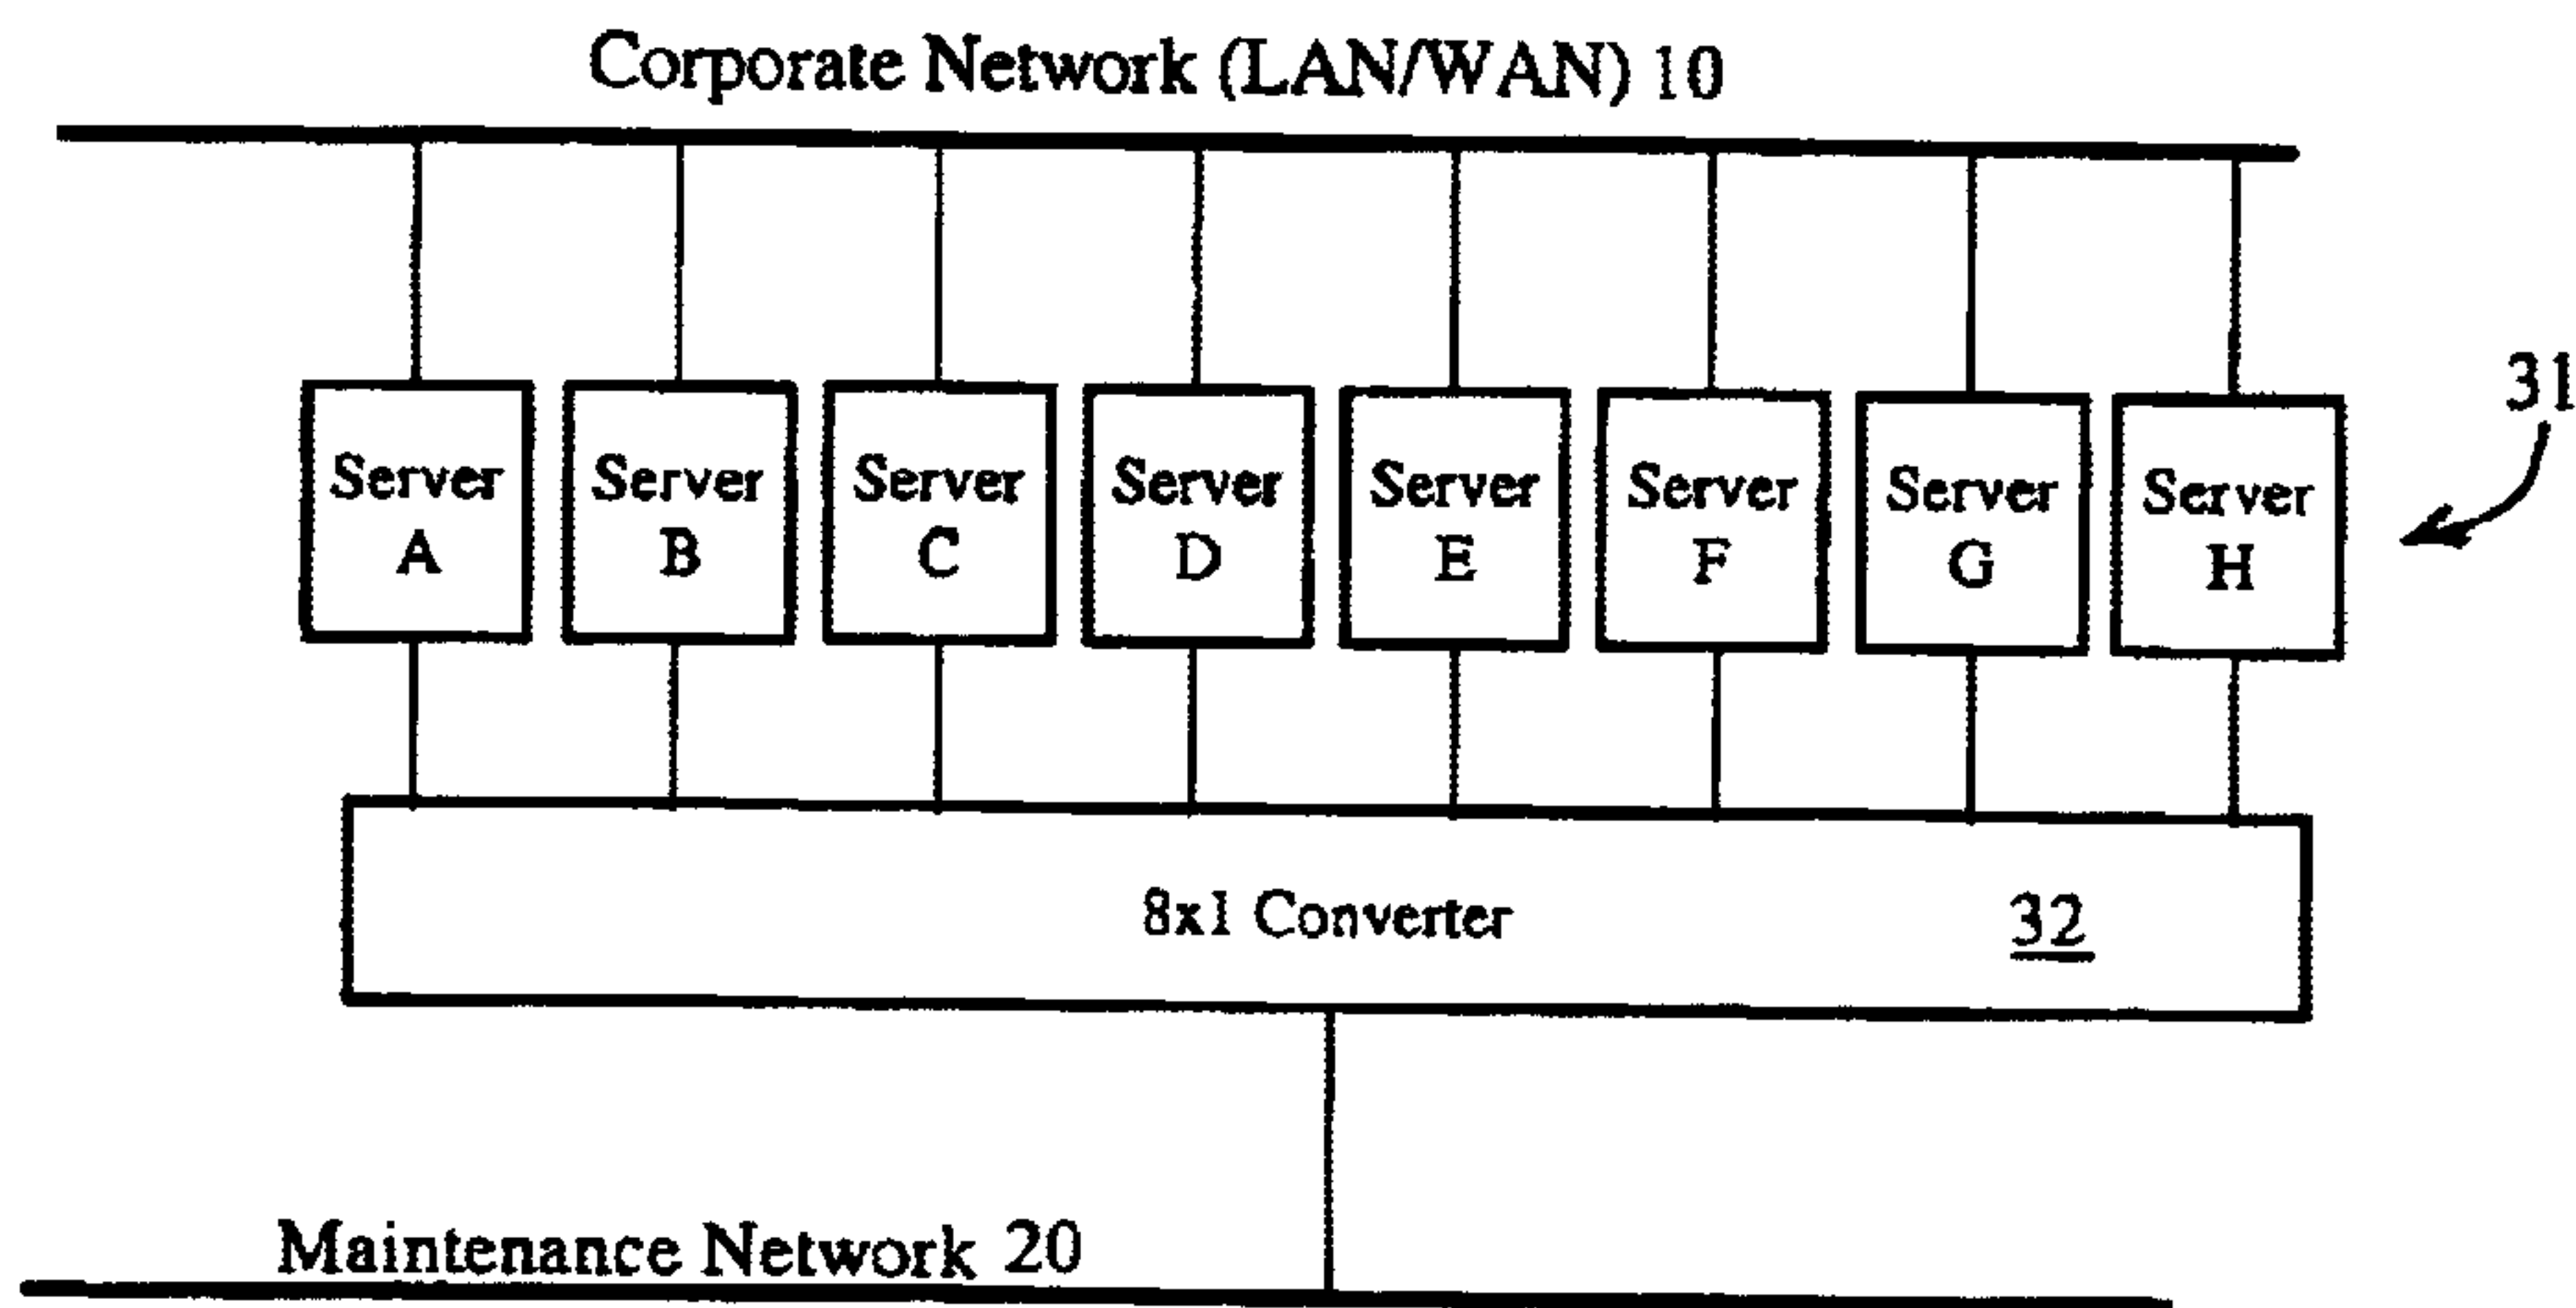 Corporate Network (LAN/WAN) 10
31
Server
A
Server
B
Server
C
Server
D
Server
E
Server
F
Server
G
Server
H
8x1 Converter
32
Maintenance Network 20